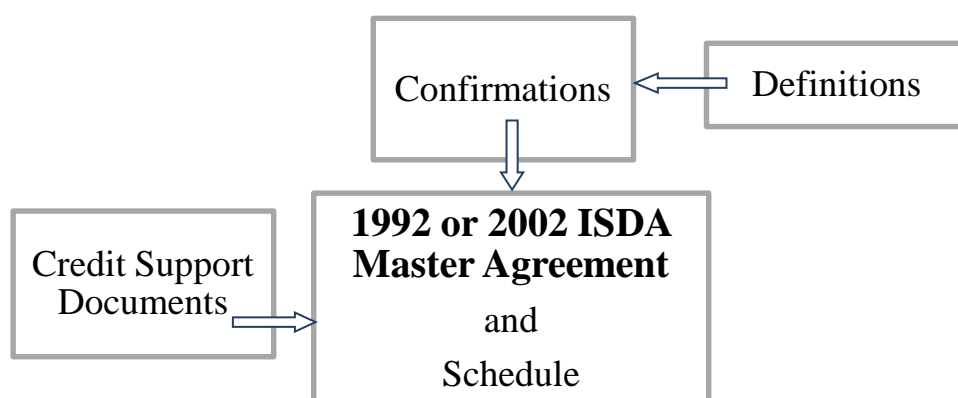 Confirmations
Definitions
Credit Support
Documents
1992 or 2002 ISDA
Master Agreement
and
Schedule